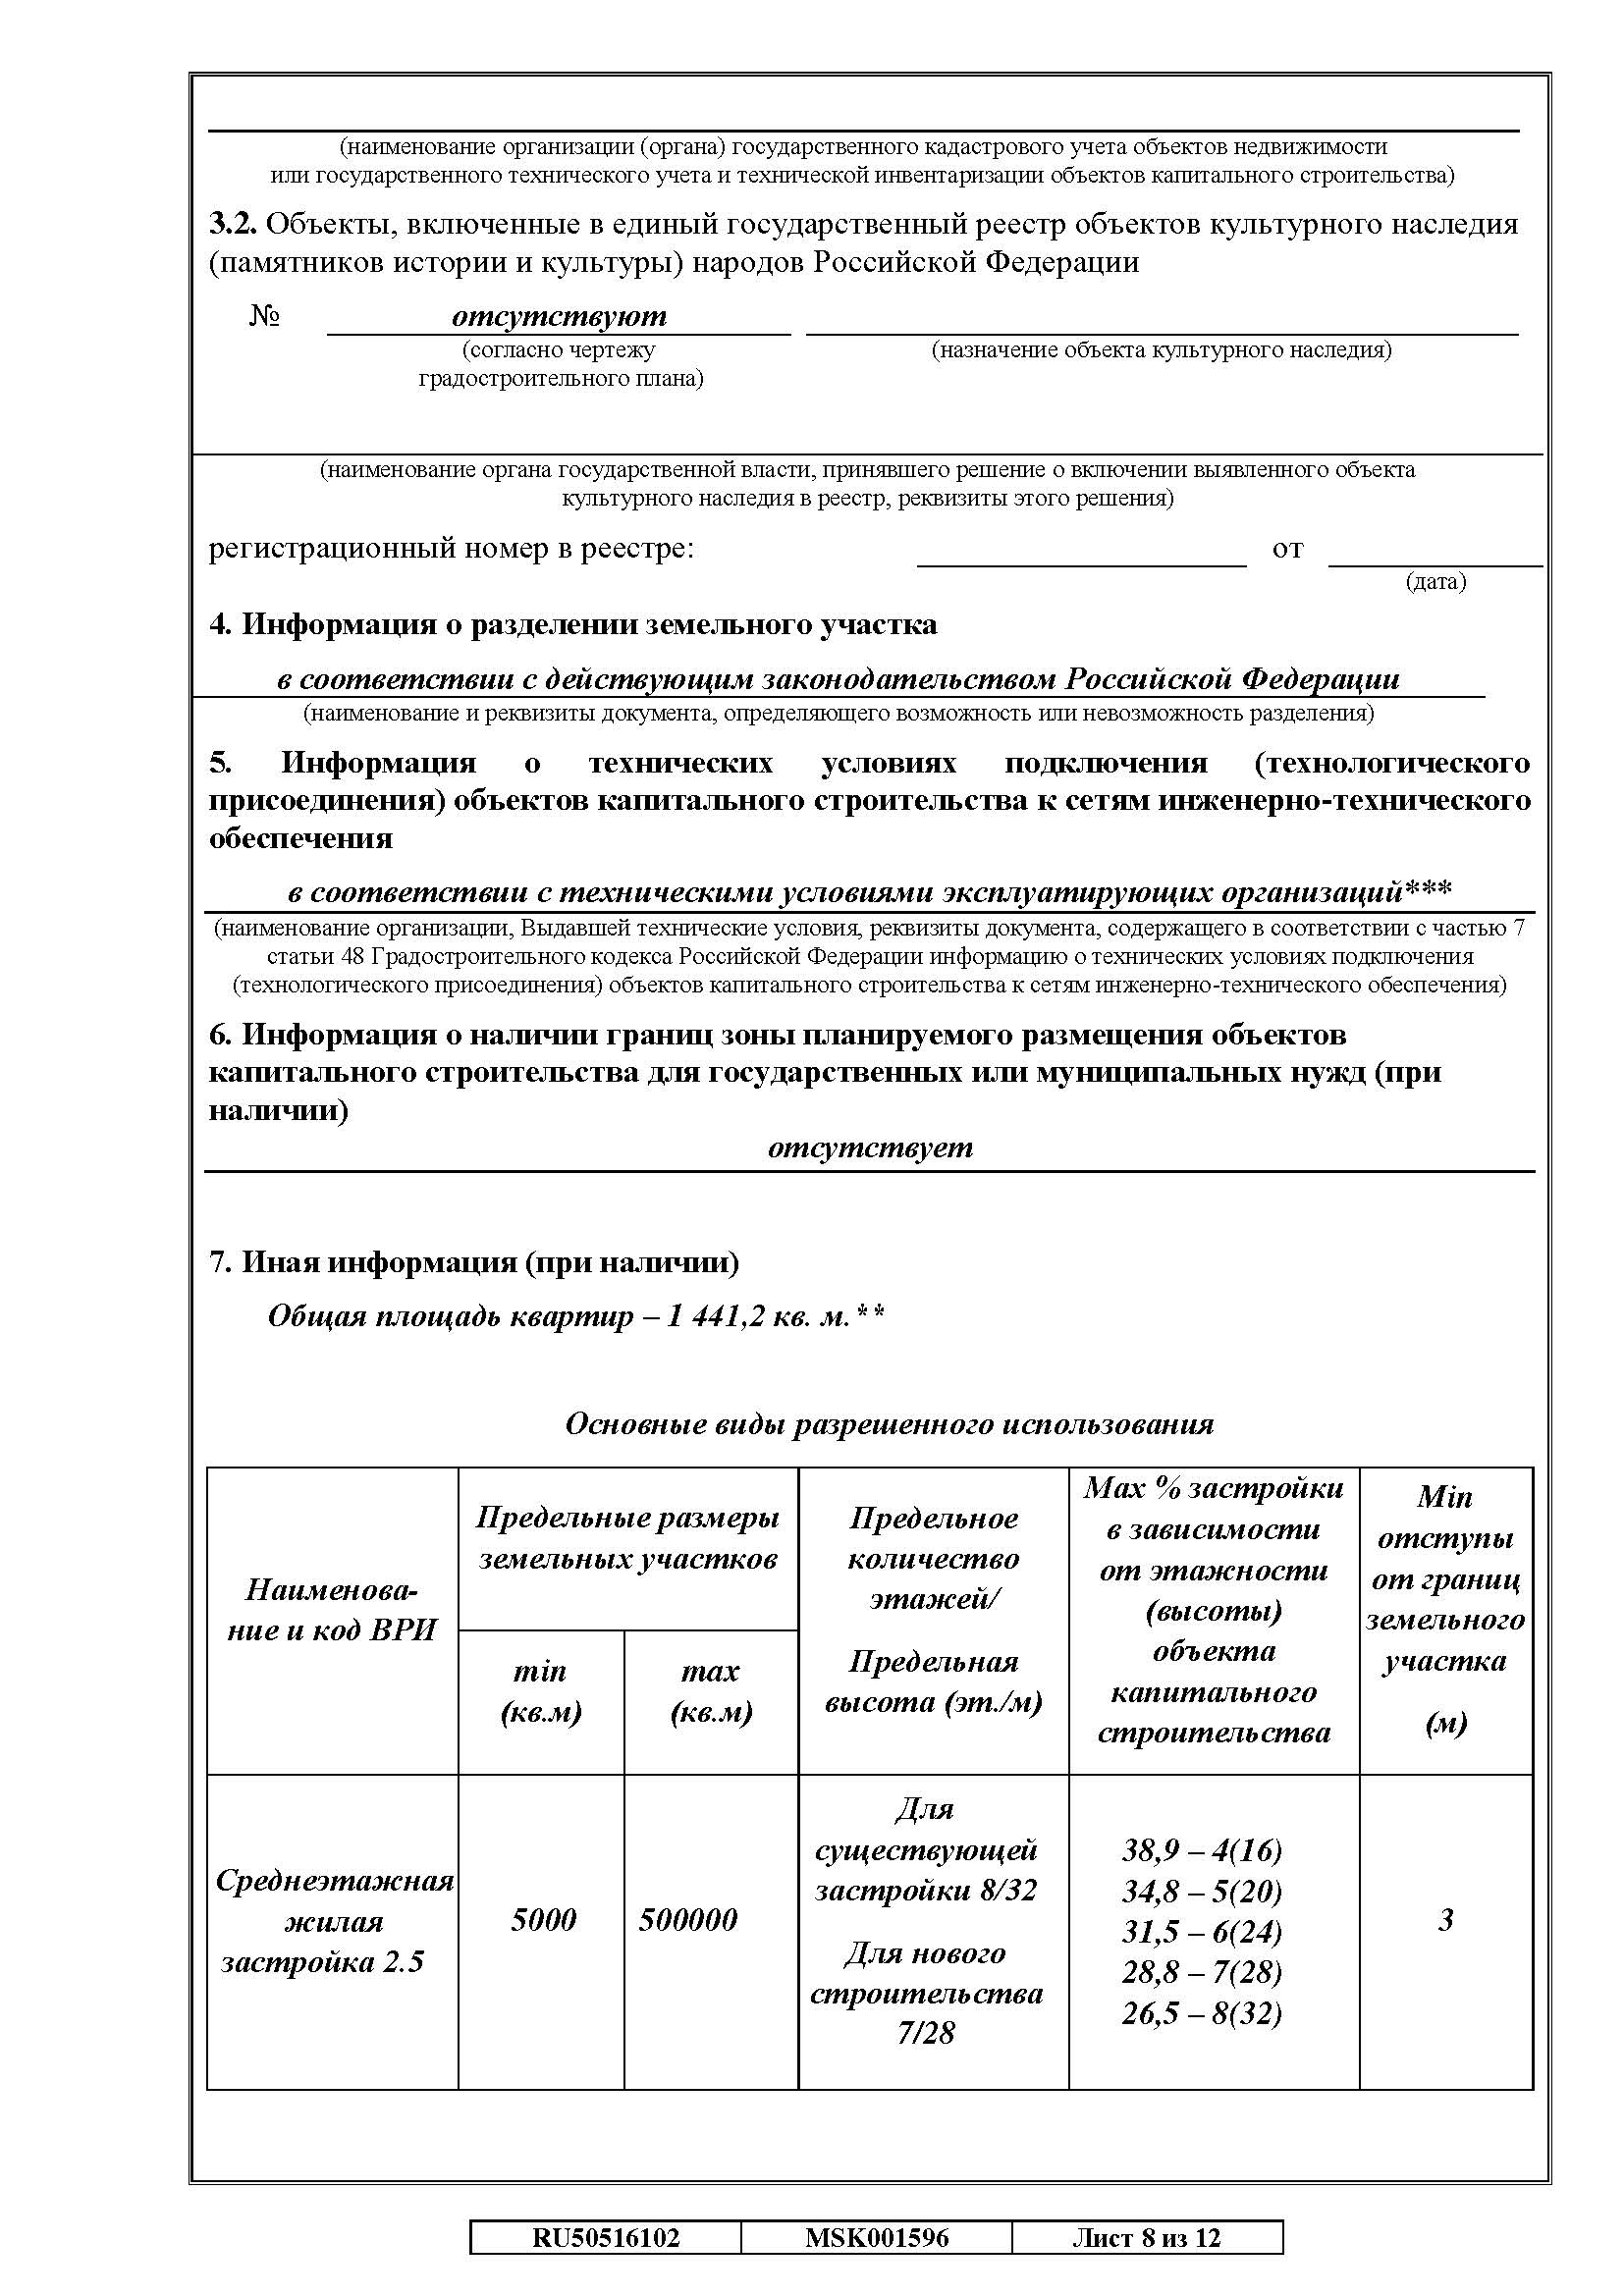 (наименование организации (органа) государственного кадастрового учета объектов недвижимости
или государственного технического учета и технической инвентаризации объектов капитального строительства)
3.2. Объекты, включенные в единый государственный реестр объектов культурного наследия
(памятников истории и культуры) народов Российской Федерации
№ отсутствуют
(согласно чертежу
градостроительного плана)
(назначение объекта культурного наследия)
(наименование органа государственной власти, принявшего решение о включении выявленного объекта
культурного наследия в реестр, реквизиты этого решения)
регистрационный номер в реестре: от
(дата)
4. Информация о разделении земельного участка
в соответствии с действующим законодательством Российской Федерации
(наименование и реквизиты документа, определяющего возможность или невозможность разделения)
5. Информация о технических условиях подключения (технологического
присоединения) объектов капитального строительства к сетям инженерно-технического
обеспечения
в соответствии с техническими условиями эксплуатирующих организаций***
(наименование организации, Выдавшей технические условия, реквизиты документа, содержащего в соответствии с частью 7
статьи 48 Градостроительного кодекса Российской Федерации информацию о технических условиях подключения
(технологического присоединения) объектов капитального строительства к сетям инженерно-технического обеспечения)
6. Информация о наличии границ зоны планируемого размещения объектов
капитального строительства для государственных или муниципальных нужд (при
наличии)
отсутствует
7. Иная информация (при наличии)
Общая площадь квартир – 1 441,2 кв. м.**
Основные виды разрешенного использования
Наименова-
ние и код ВРИ
Предельные размеры
земельных участков
min
(кв.м)
max
(кв.м)
Предельное
количество
этажей/
Предельная
высота (эт./м)
Max % застройки
в зависимости
от этажности
(высоты)
объекта
капитального
строительства
Min
отступы
от границ
земельного
участка
(м)
Среднеэтажная
жилая
застройка 2.5
5000
500000
Для
существующей
застройки 8/32
Для нового
строительства
7/28
38,9 – 4(16)
34,8 – 5(20)
31,5 – 6(24)
28,8 – 7(28)
26,5 – 8(32)
3
RU50516102 MSK001596 Лист 8 из 12